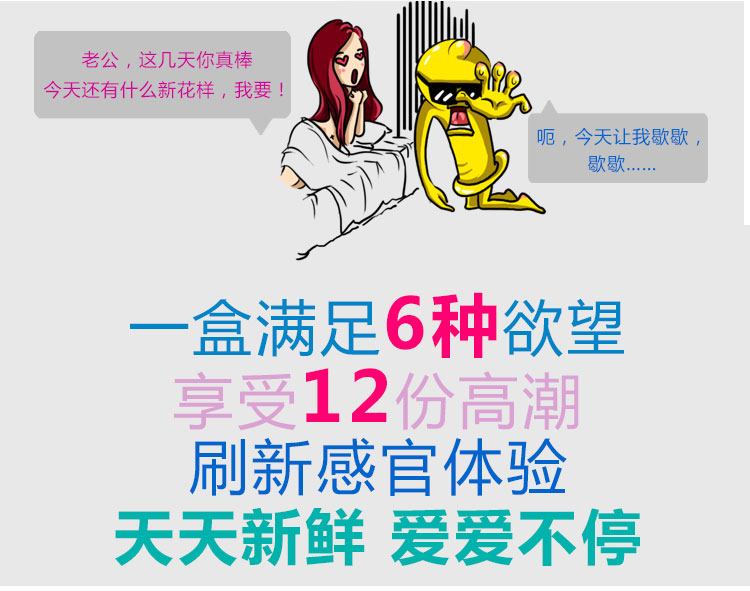 老公，这几天你真棒
今天还有什么新花样，我要！
呃，今天让我歇歇，
歇歇……
一盒满足6种欲望
享受12份高潮
刷新感官体验
天天新鲜 爱爱不停